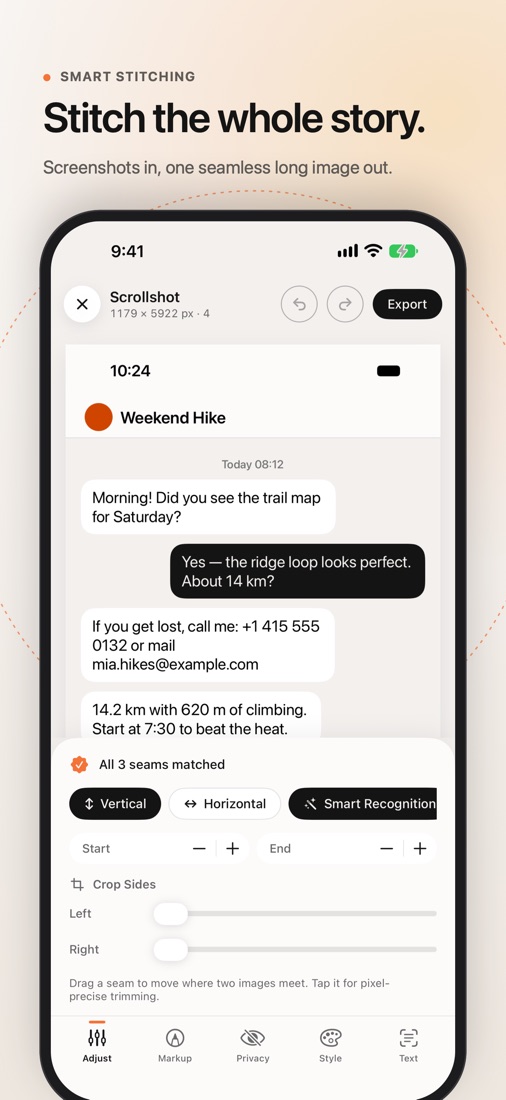 SMART STITCHING
Stitch the whole story.
Screenshots in, one seamless long image out.
9:41
Scrollshot
1179 × 5922 px · 4
Export
10:24
Weekend Hike
Today 08:12
Morning! Did you see the trail map
for Saturday?
Yes — the ridge loop looks perfect.
About 14 km?
If you get lost, call me: +1 415 555
0132 or mail
mia.hikes@example.com
14.2 km with 620 m of climbing.
Start at 7:30 to beat the heat.
All 3 seams matched
Vertical
Horizontal
Smart Recognition
Start
End
Crop Sides
Left
Right
Drag a seam to move where two images meet. Tap it for pixel-
precise trimming.
Adjust
Markup
Privacy
Style
Text